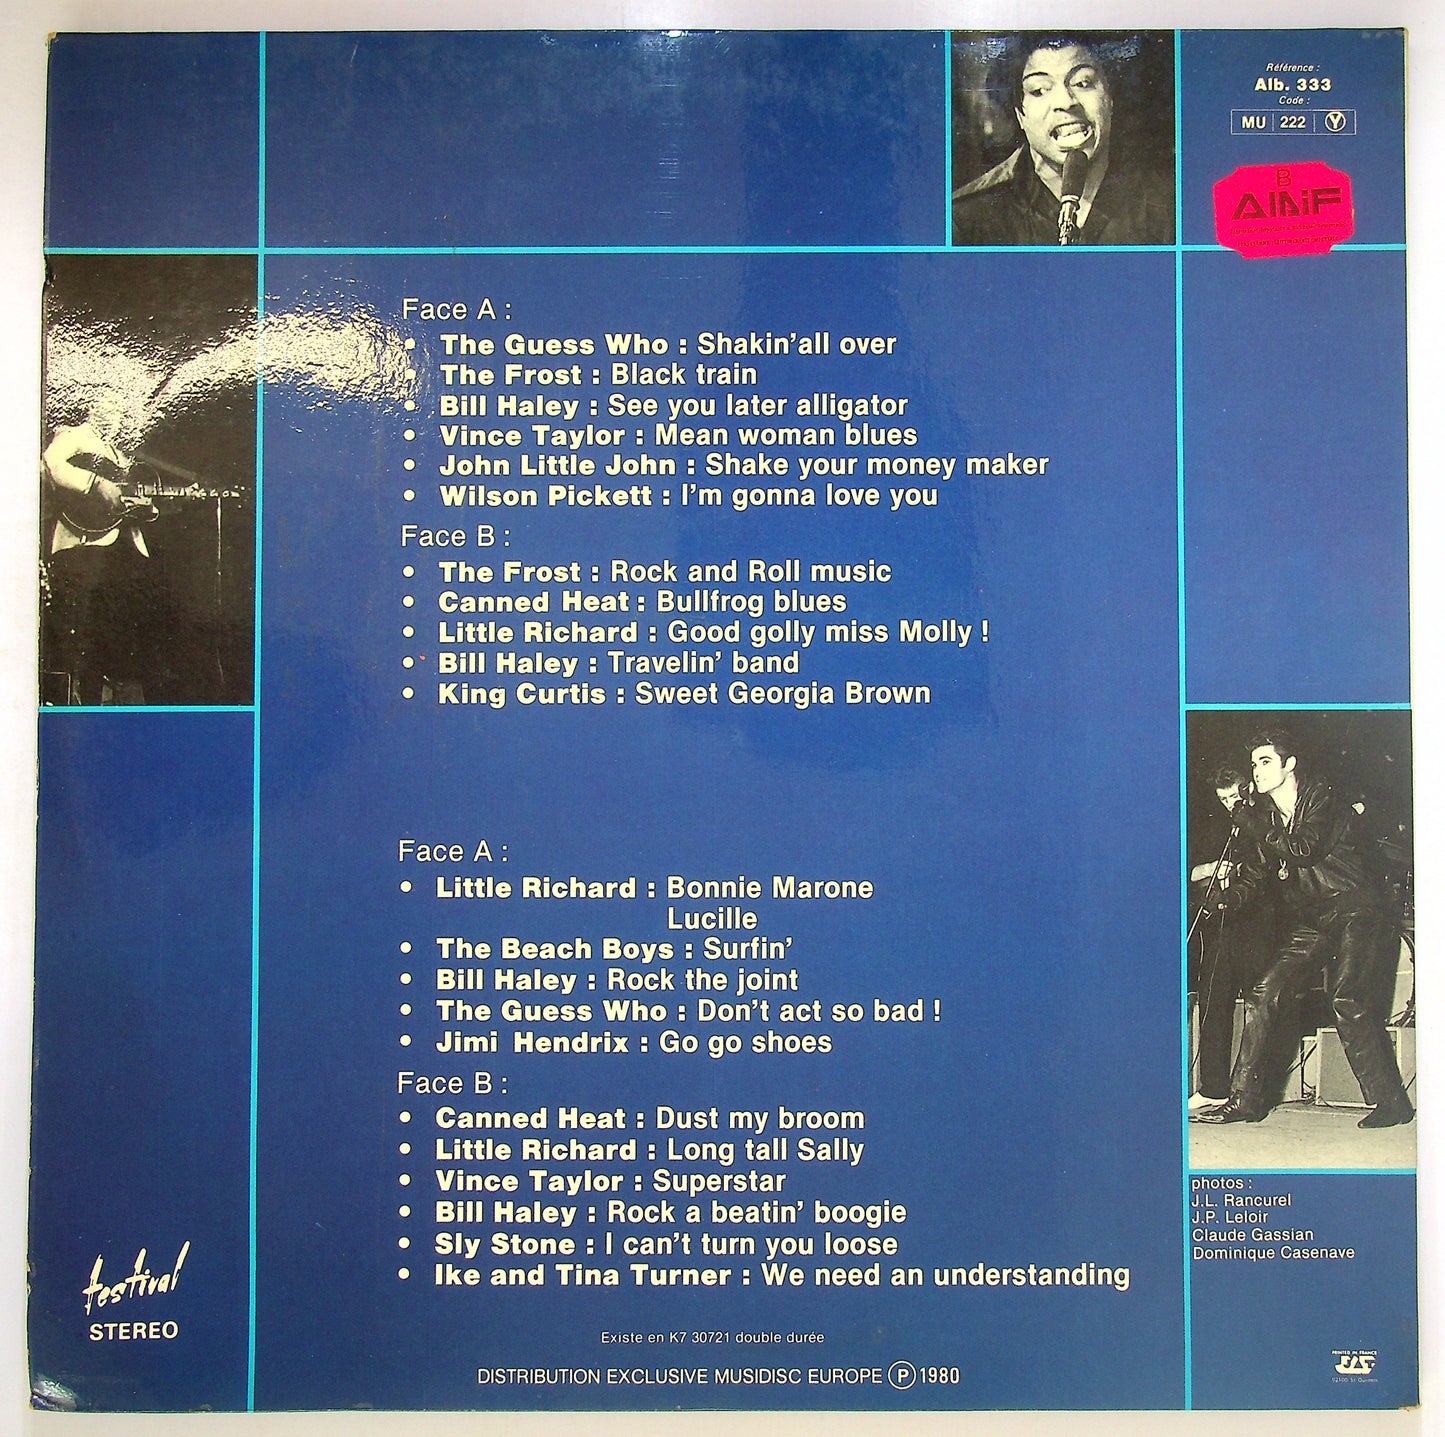 Référence :
Alb. 333
Code :
MU 222 Y
Face A :
• The Guess Who : Shakin'all over
• The Frost : Black train
• Bill Haley : See you later alligator
• Vince Taylor : Mean woman blues
• John Little John : Shake your money maker
• Wilson Pickett : I'm gonna love you
Face B :
• The Frost : Rock and Roll music
• Canned Heat : Bullfrog blues
• Little Richard : Good golly miss Molly !
• Bill Haley : Travelin' band
• King Curtis : Sweet Georgia Brown
Face A :
• Little Richard : Bonnie Marone
Lucille
• The Beach Boys : Surfin'
• Bill Haley : Rock the joint
• The Guess Who : Don't act so bad !
• Jimi Hendrix : Go go shoes
Face B :
• Canned Heat : Dust my broom
• Little Richard : Long tall Sally
• Vince Taylor : Superstar
• Bill Haley : Rock a beatin' boogie
• Sly Stone : I can't turn you loose
• Ike and Tina Turner : We need an understanding
photos :
J.L. Rancurel
J.P. Leloir
Claude Gassian
Dominique Casenave
festival
STEREO
Existe en K7 30721 double durée
DISTRIBUTION EXCLUSIVE MUSIDISC EUROPE Ⓟ 1980
PRINTED IN FRANCE